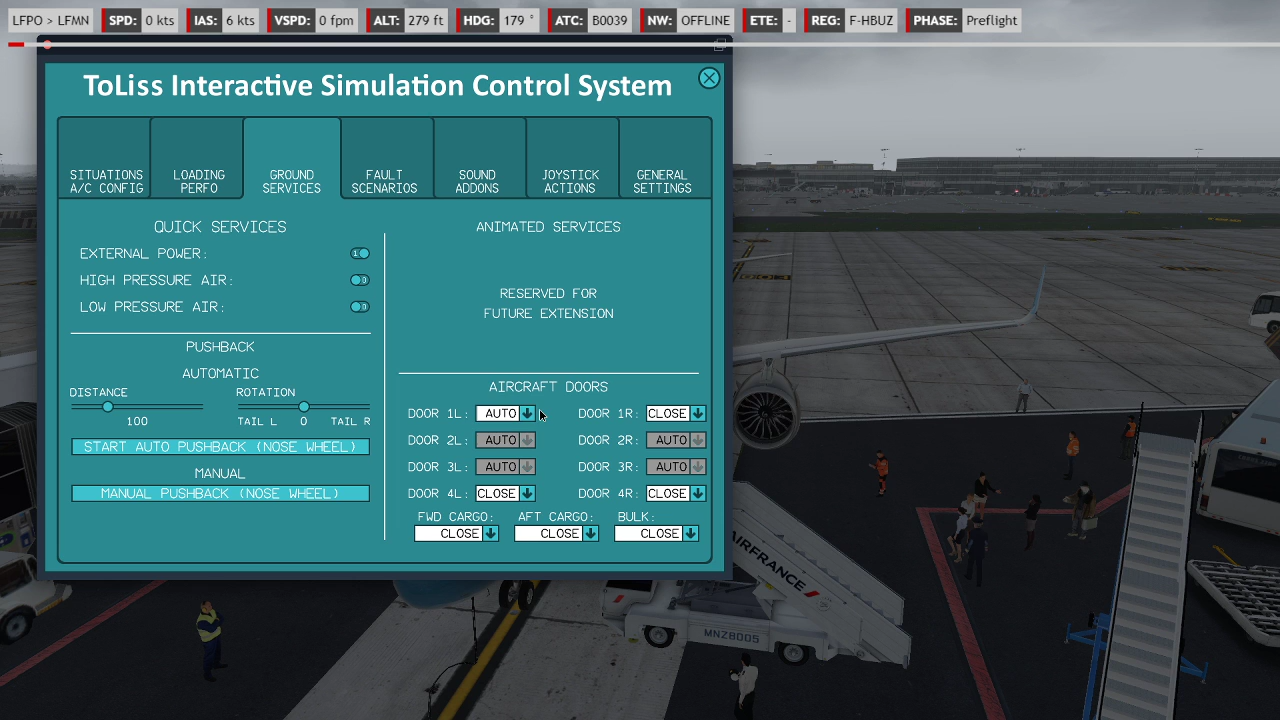 LFPO > LFMN SPD: 0 kts IAS: 6 kts VSPD: 0 fpm ALT: 279 ft HDG: 179 ° ATC: B0039 NW: OFFLINE ETE: - REG: F-HBUZ PHASE: Preflight
ToLiss Interactive Simulation Control System
SITUATIONS A/C CONFIG
LOADING PERFO
GROUND SERVICES
FAULT SCENARIOS
SOUND ADDONS
JOYSTICK ACTIONS
GENERAL SETTINGS
QUICK SERVICES
EXTERNAL POWER: 1
HIGH PRESSURE AIR: 0
LOW PRESSURE AIR: 0
PUSHBACK
AUTOMATIC
DISTANCE
100
ROTATION
TAIL L 0 TAIL R
START AUTO PUSHBACK (NOSE WHEEL)
MANUAL
MANUAL PUSHBACK (NOSE WHEEL)
ANIMATED SERVICES
RESERVED FOR
FUTURE EXTENSION
AIRCRAFT DOORS
DOOR 1L: AUTO DOOR 1R: CLOSE
DOOR 2L: AUTO DOOR 2R: AUTO
DOOR 3L: AUTO DOOR 3R: AUTO
DOOR 4L: CLOSE DOOR 4R: CLOSE
FWD CARGO: AFT CARGO: BULK:
CLOSE CLOSE CLOSE
AIRFRANCE
MNZ8005